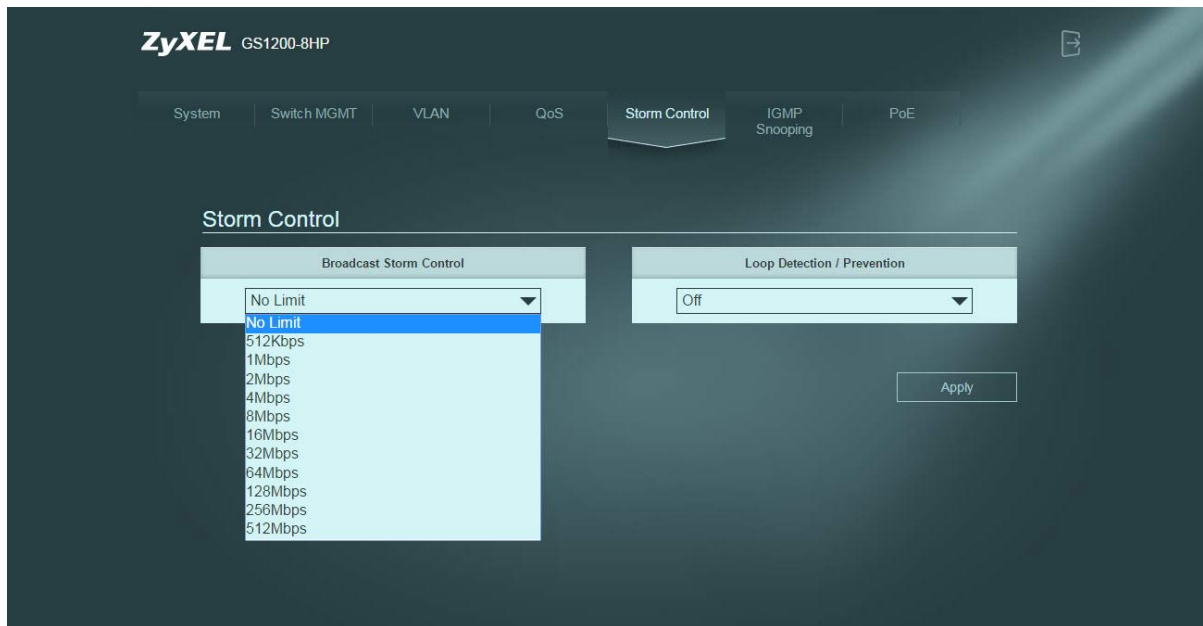 ZyXEL GS1200-8HP
System Switch MGMT VLAN QoS Storm Control IGMP Snooping PoE
Storm Control
Broadcast Storm Control
No Limit
No Limit
512Kbps
1Mbps
2Mbps
4Mbps
8Mbps
16Mbps
32Mbps
64Mbps
128Mbps
256Mbps
512Mbps
Loop Detection / Prevention
Off
Apply